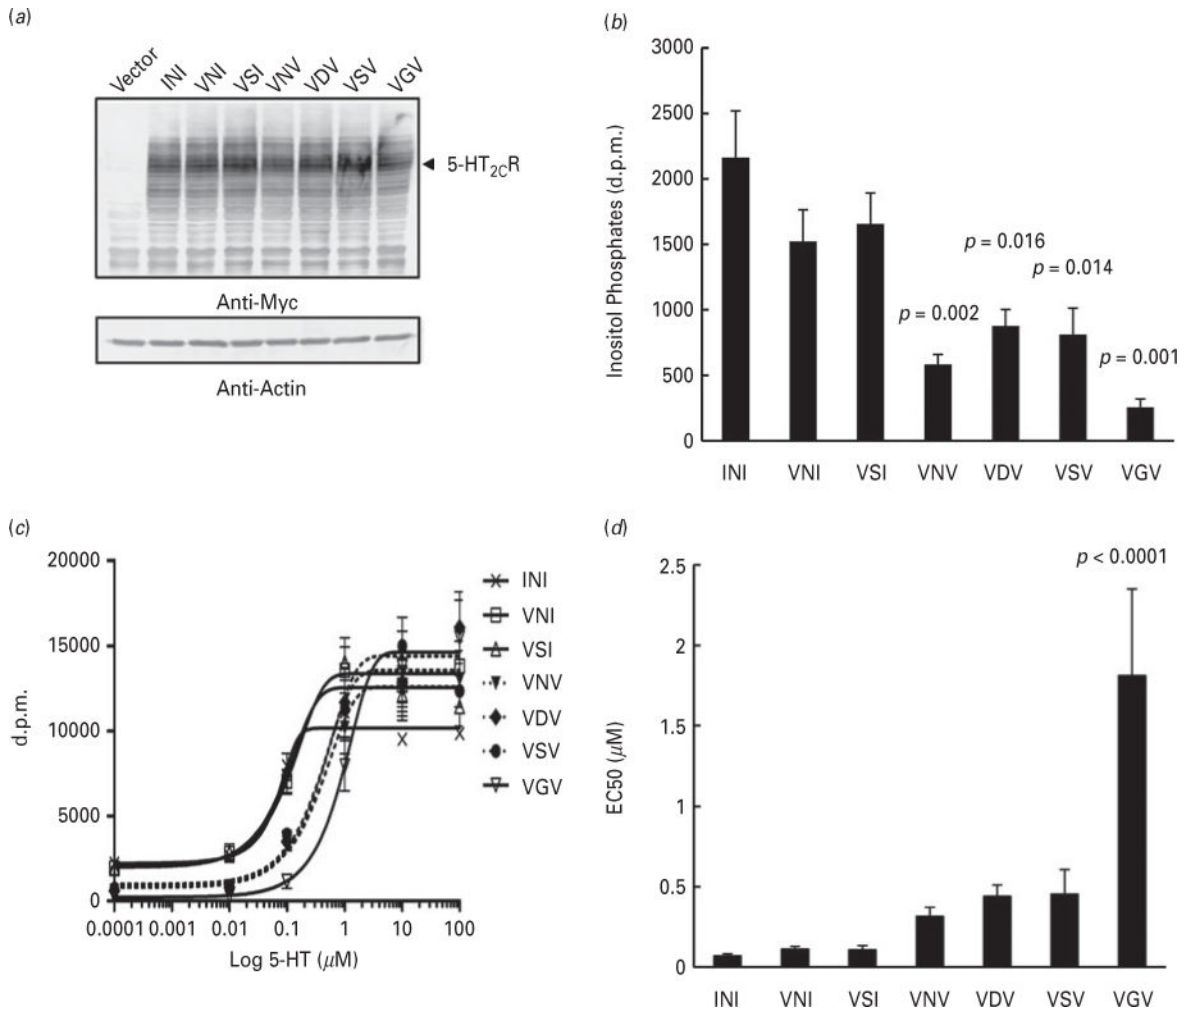 (a)
Vector INI VNI VSI VNV VDV VSV VGV
5-HT2CR
Anti-Myc
Anti-Actin
(b)
3000
2500
2000
1500
1000
500
0
Inositol Phosphates (d.p.m.)
p = 0.016
p = 0.014
p = 0.002
p = 0.001
INI VNI VSI VNV VDV VSV VGV
(c)
20000
15000
10000
5000
0
d.p.m.
0.0001 0.001 0.01 0.1 1 10 100
Log 5-HT (μM)
INI
VNI
VSI
VNV
VDV
VSV
VGV
(d)
p < 0.0001
2.5
2
1.5
1
0.5
0
EC50 (μM)
INI VNI VSI VNV VDV VSV VGV